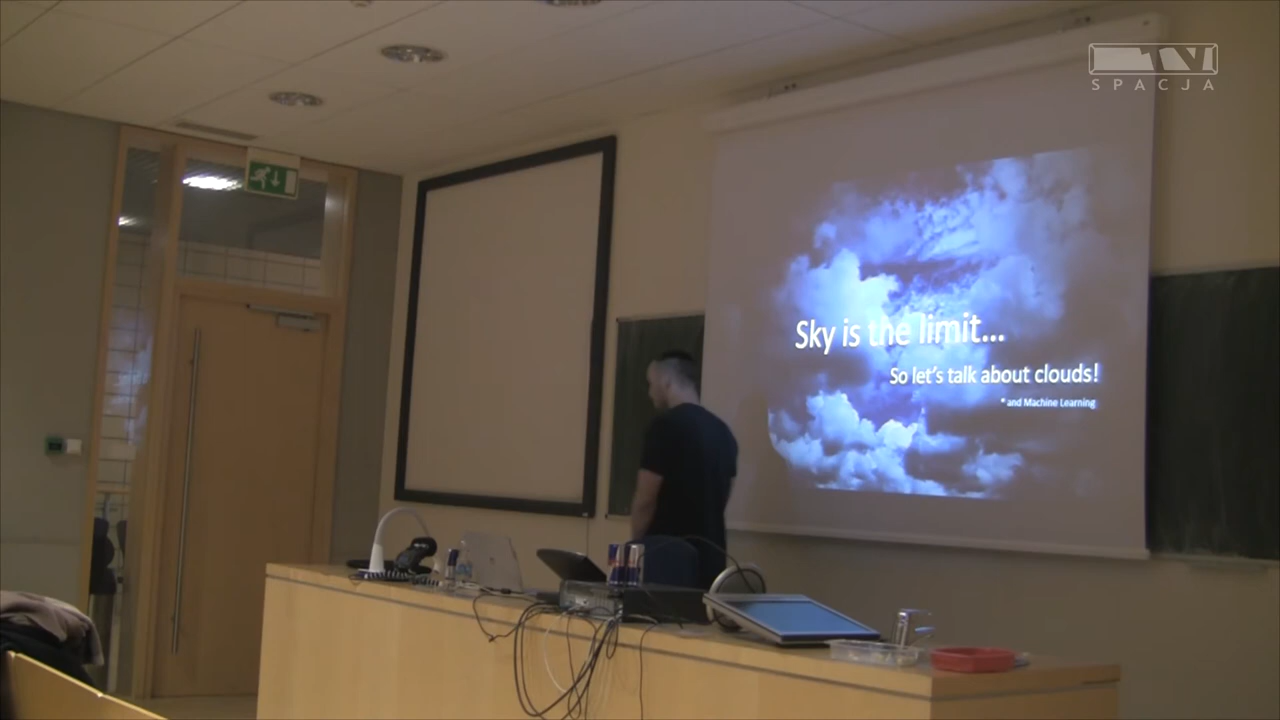 SPACJA
Sky is the limit...
So let's talk about clouds!
* and Machine Learning